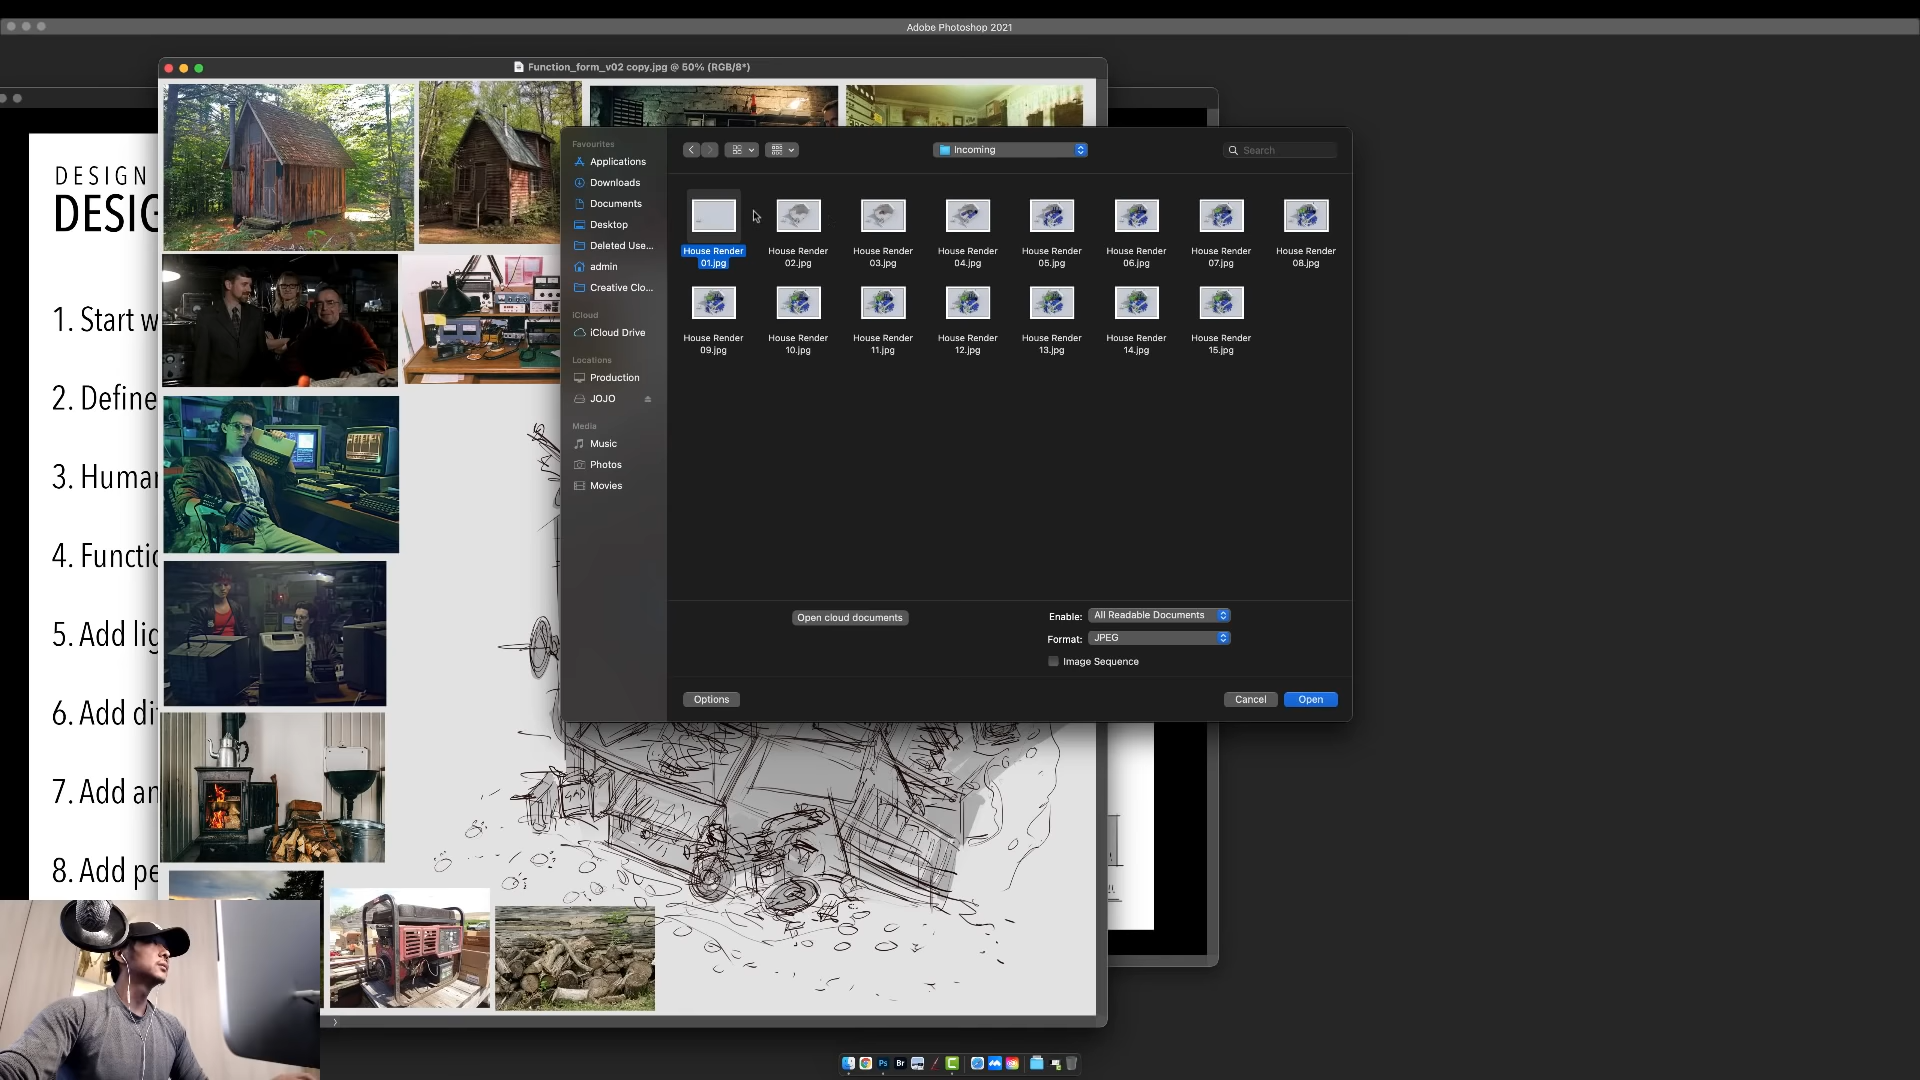 Adobe Photoshop 2021
Function_form_v02 copy.jpg @ 50% (RGB/8*)
DESIGN
DESIG
1. Start w
2. Define
3. Huma
4. Functio
5. Add lig
6. Add di
7. Add an
8. Add pe
Favourites
Applications
Downloads
Documents
Desktop
Deleted Use...
admin
Creative Clo...
iCloud
iCloud Drive
Locations
Production
JOJO
Media
Music
Photos
Movies
Incoming
Search
House Render 01.jpg
House Render 02.jpg
House Render 03.jpg
House Render 04.jpg
House Render 05.jpg
House Render 06.jpg
House Render 07.jpg
House Render 08.jpg
House Render 09.jpg
House Render 10.jpg
House Render 11.jpg
House Render 12.jpg
House Render 13.jpg
House Render 14.jpg
House Render 15.jpg
Open cloud documents
Enable: All Readable Documents
Format: JPEG
Image Sequence
Options
Cancel
Open
GAS
Ps
Br